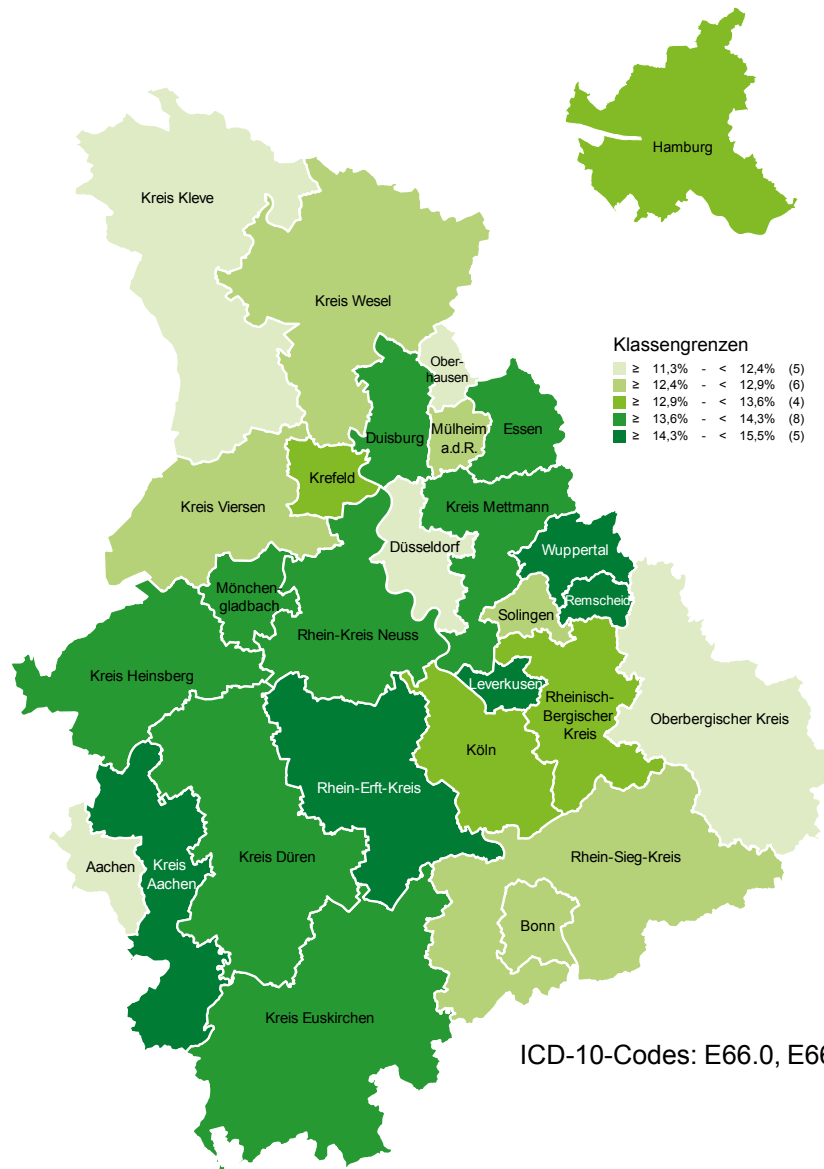 Hamburg
Kreis Kleve
Kreis Wesel
Klassengrenzen
≥ 11,3% - < 12,4% (5)
≥ 12,4% - < 12,9% (6)
≥ 12,9% - < 13,6% (4)
≥ 13,6% - < 14,3% (8)
≥ 14,3% - < 15,5% (5)
Ober-
hausen
Duisburg
Mülheim
a.d.R.
Essen
Krefeld
Kreis Viersen
Kreis Mettmann
Düsseldorf
Wuppertal
Mönchen
gladbach
Remscheid
Solingen
Rhein-Kreis Neuss
Kreis Heinsberg
Leverkusen
Rheinisch-
Bergischer
Kreis
Oberbergischer Kreis
Köln
Rhein-Erft-Kreis
Aachen
Kreis
Aachen
Kreis Düren
Rhein-Sieg-Kreis
Bonn
Kreis Euskirchen
ICD-10-Codes: E66.0, E66